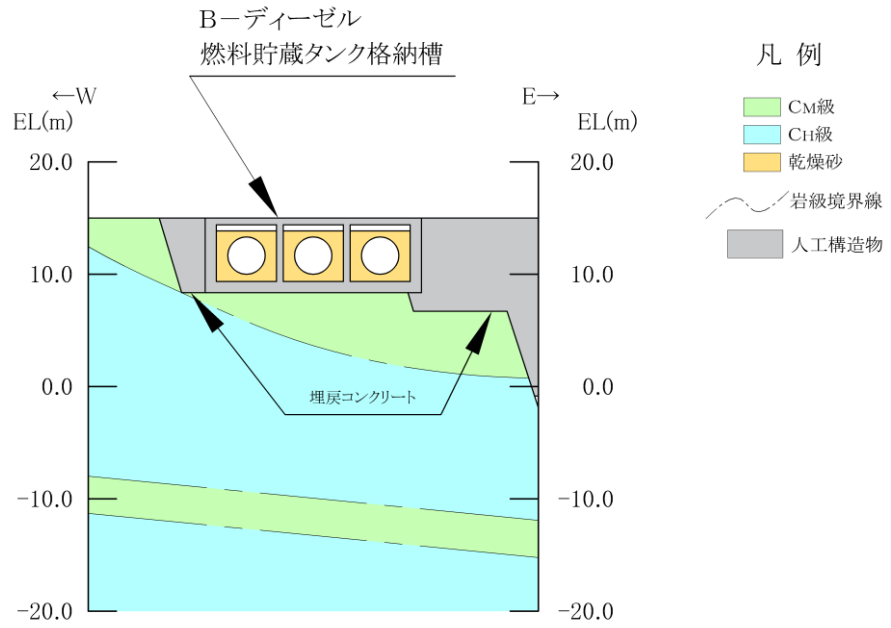 B－ディーゼル
燃料貯蔵タンク格納槽
←W
E→
EL(m)
EL(m)
20.0
10.0
0.0
−10.0
−20.0
20.0
10.0
0.0
−10.0
−20.0
埋戻コンクリート
凡 例
CM級
CH級
乾燥砂
岩級境界線
人工構造物